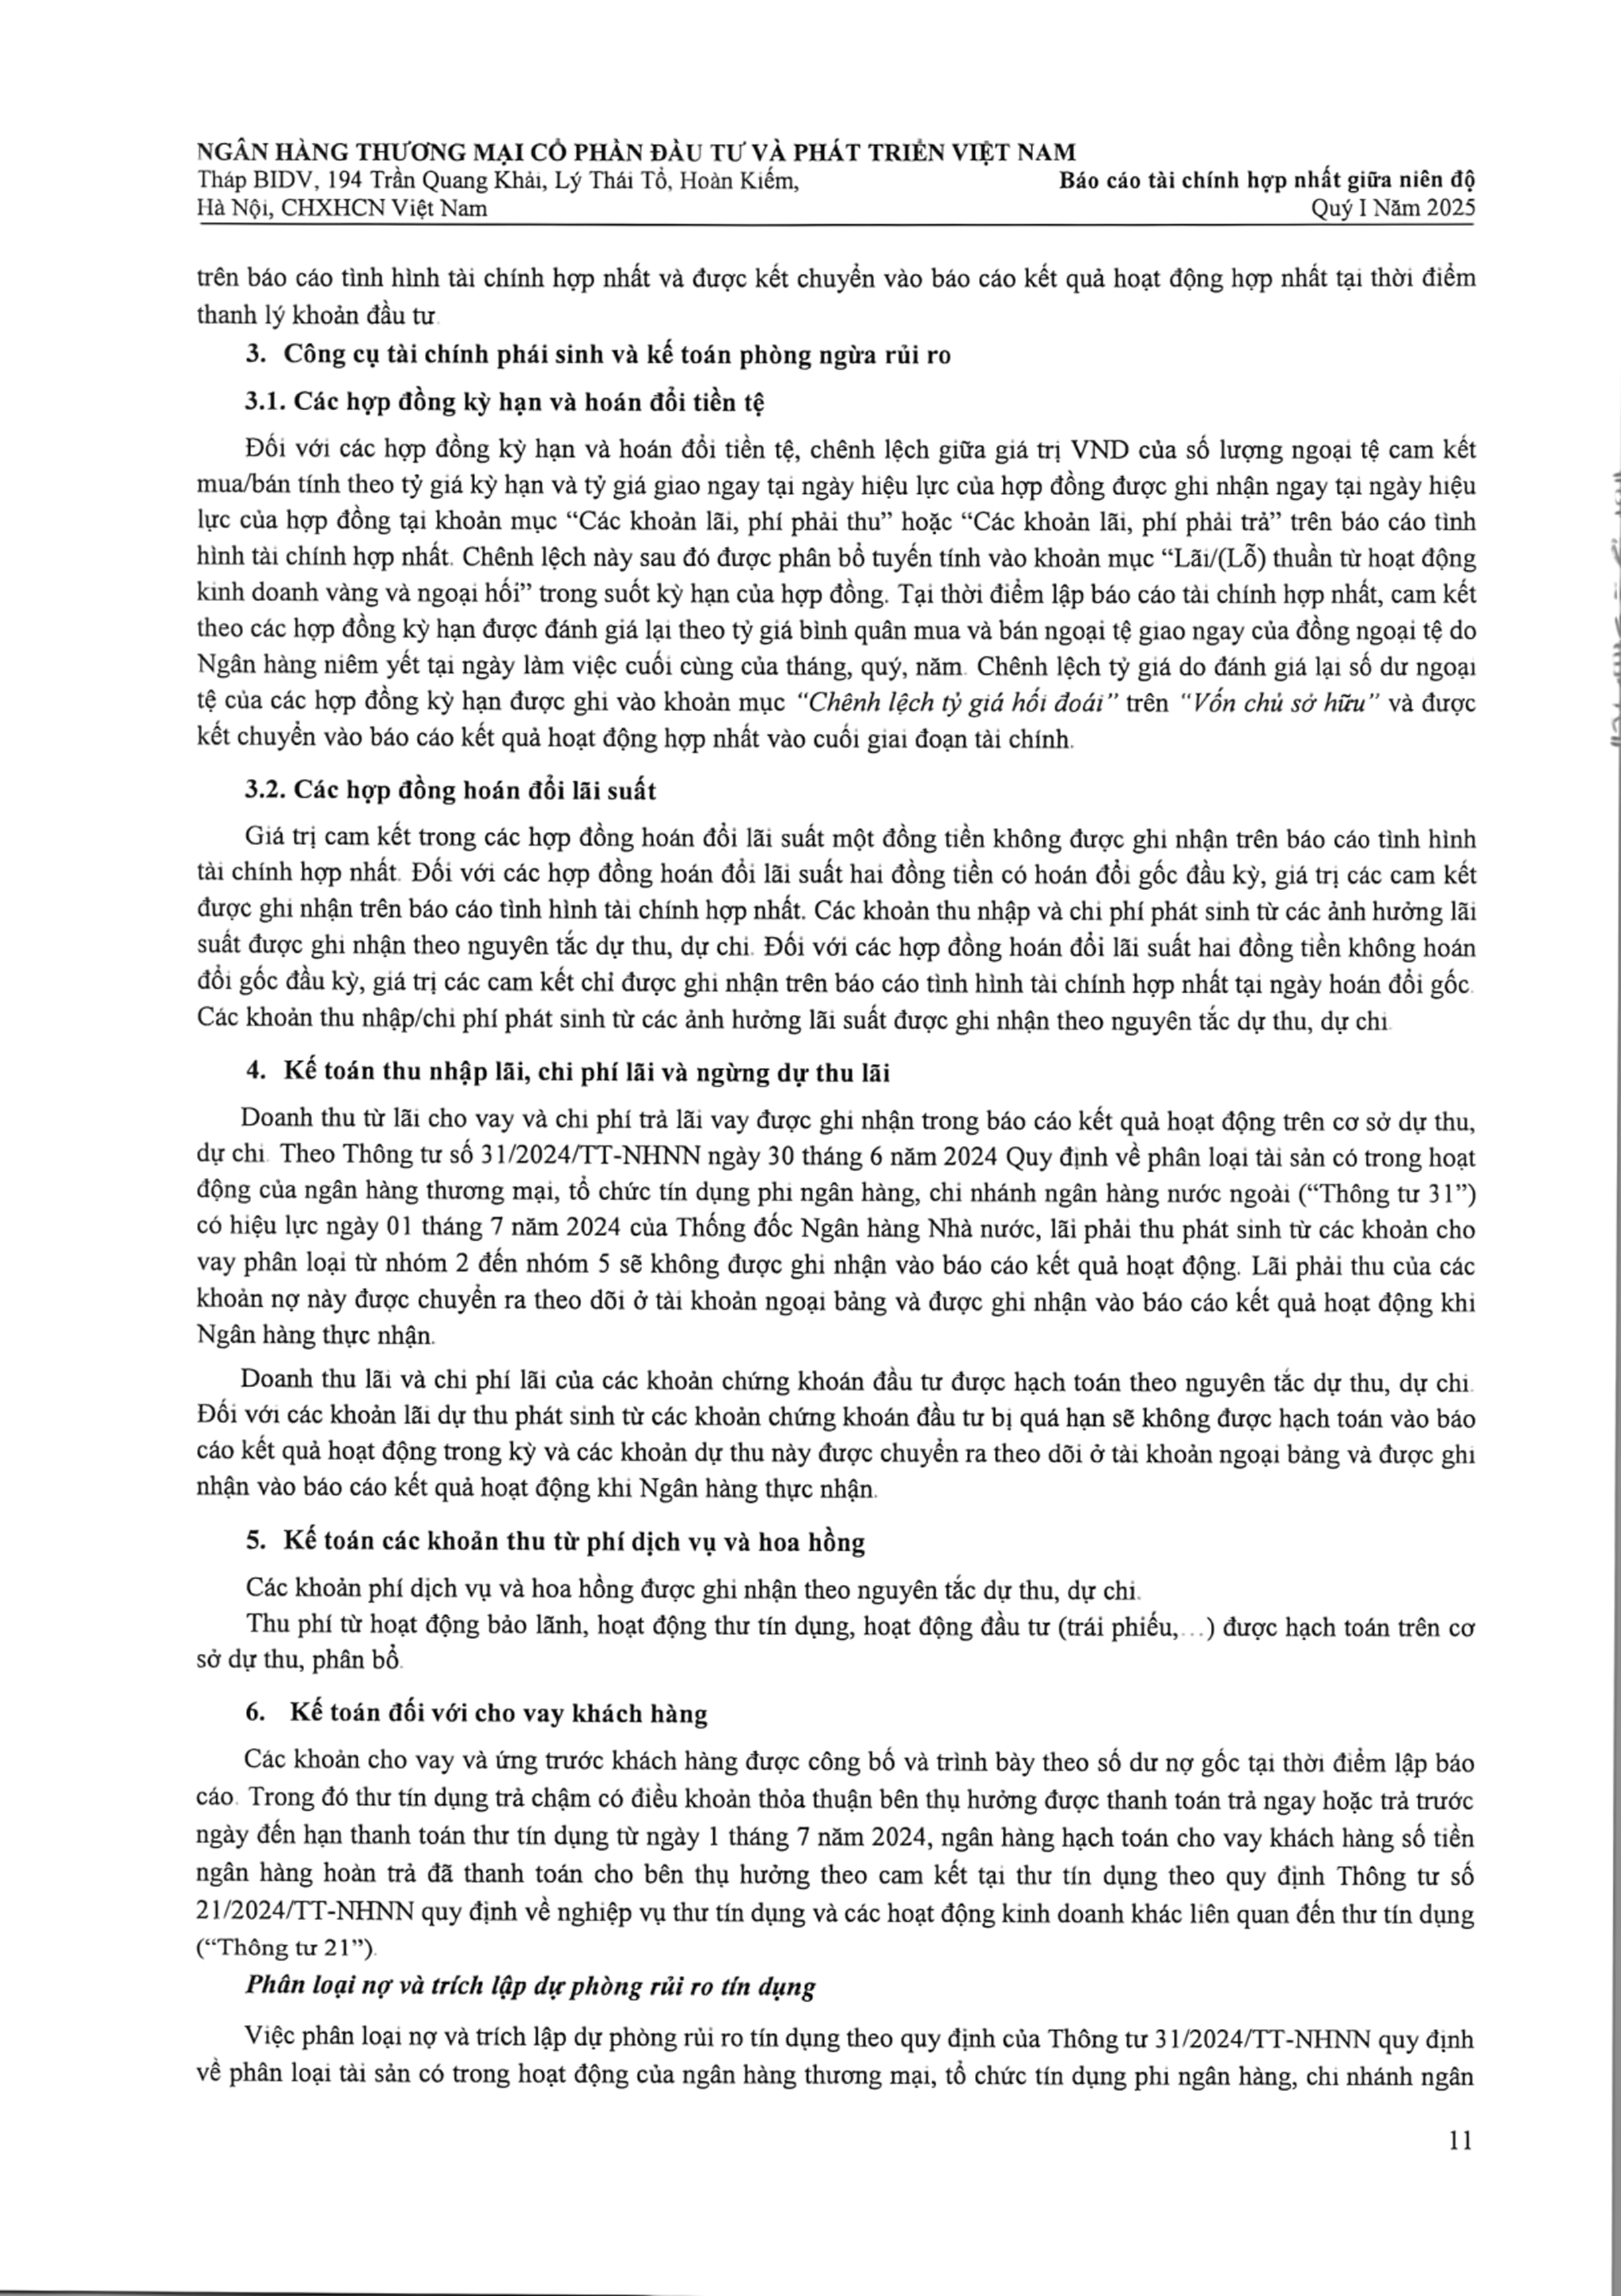 NGÂN HÀNG THƯƠNG MẠI CỔ PHẦN ĐẦU TƯ VÀ PHÁT TRIỂN VIỆT NAM
Tháp BIDV, 194 Trần Quang Khải, Lý Thái Tổ, Hoàn Kiếm, Báo cáo tài chính hợp nhất giữa niên độ
Hà Nội, CHXHCN Việt Nam Quý I Năm 2025
trên báo cáo tình hình tài chính hợp nhất và được kết chuyển vào báo cáo kết quả hoạt động hợp nhất tại thời điểm
thanh lý khoản đầu tư.
3. Công cụ tài chính phái sinh và kế toán phòng ngừa rủi ro
3.1. Các hợp đồng kỳ hạn và hoán đổi tiền tệ
Đối với các hợp đồng kỳ hạn và hoán đổi tiền tệ, chênh lệch giữa giá trị VND của số lượng ngoại tệ cam kết
mua/bán tính theo tỷ giá kỳ hạn và tỷ giá giao ngay tại ngày hiệu lực của hợp đồng được ghi nhận ngay tại ngày hiệu
lực của hợp đồng tại khoản mục “Các khoản lãi, phí phải thu” hoặc “Các khoản lãi, phí phải trả” trên báo cáo tình
hình tài chính hợp nhất. Chênh lệch này sau đó được phân bổ tuyến tính vào khoản mục “Lãi/(Lỗ) thuần từ hoạt động
kinh doanh vàng và ngoại hối” trong suốt kỳ hạn của hợp đồng. Tại thời điểm lập báo cáo tài chính hợp nhất, cam kết
theo các hợp đồng kỳ hạn được đánh giá lại theo tỷ giá bình quân mua và bán ngoại tệ giao ngay của đồng ngoại tệ do
Ngân hàng niêm yết tại ngày làm việc cuối cùng của tháng, quý, năm. Chênh lệch tỷ giá do đánh giá lại số dư ngoại
tệ của các hợp đồng kỳ hạn được ghi vào khoản mục “Chênh lệch tỷ giá hối đoái” trên “Vốn chủ sở hữu” và được
kết chuyển vào báo cáo kết quả hoạt động hợp nhất vào cuối giai đoạn tài chính.
3.2. Các hợp đồng hoán đổi lãi suất
Giá trị cam kết trong các hợp đồng hoán đổi lãi suất một đồng tiền không được ghi nhận trên báo cáo tình hình
tài chính hợp nhất. Đối với các hợp đồng hoán đổi lãi suất hai đồng tiền có hoán đổi gốc đầu kỳ, giá trị các cam kết
được ghi nhận trên báo cáo tình hình tài chính hợp nhất. Các khoản thu nhập và chi phí phát sinh từ các ảnh hưởng lãi
suất được ghi nhận theo nguyên tắc dự thu, dự chi. Đối với các hợp đồng hoán đổi lãi suất hai đồng tiền không hoán
đổi gốc đầu kỳ, giá trị các cam kết chỉ được ghi nhận trên báo cáo tình hình tài chính hợp nhất tại ngày hoán đổi gốc.
Các khoản thu nhập/chi phí phát sinh từ các ảnh hưởng lãi suất được ghi nhận theo nguyên tắc dự thu, dự chi.
4. Kế toán thu nhập lãi, chi phí lãi và ngừng dự thu lãi
Doanh thu từ lãi cho vay và chi phí trả lãi vay được ghi nhận trong báo cáo kết quả hoạt động trên cơ sở dự thu,
dự chi. Theo Thông tư số 31/2024/TT-NHNN ngày 30 tháng 6 năm 2024 Quy định về phân loại tài sản có trong hoạt
động của ngân hàng thương mại, tổ chức tín dụng phi ngân hàng, chi nhánh ngân hàng nước ngoài (“Thông tư 31”)
có hiệu lực ngày 01 tháng 7 năm 2024 của Thống đốc Ngân hàng Nhà nước, lãi phải thu phát sinh từ các khoản cho
vay phân loại từ nhóm 2 đến nhóm 5 sẽ không được ghi nhận vào báo cáo kết quả hoạt động. Lãi phải thu của các
khoản nợ này được chuyển ra theo dõi ở tài khoản ngoại bảng và được ghi nhận vào báo cáo kết quả hoạt động khi
Ngân hàng thực nhận.
Doanh thu lãi và chi phí lãi của các khoản chứng khoán đầu tư được hạch toán theo nguyên tắc dự thu, dự chi.
Đối với các khoản lãi dự thu phát sinh từ các khoản chứng khoán đầu tư bị quá hạn sẽ không được hạch toán vào báo
cáo kết quả hoạt động trong kỳ và các khoản dự thu này được chuyển ra theo dõi ở tài khoản ngoại bảng và được ghi
nhận vào báo cáo kết quả hoạt động khi Ngân hàng thực nhận.
5. Kế toán các khoản thu từ phí dịch vụ và hoa hồng
Các khoản phí dịch vụ và hoa hồng được ghi nhận theo nguyên tắc dự thu, dự chi.
Thu phí từ hoạt động bảo lãnh, hoạt động thư tín dụng, hoạt động đầu tư (trái phiếu,…) được hạch toán trên cơ
sở dự thu, phân bổ.
6. Kế toán đối với cho vay khách hàng
Các khoản cho vay và ứng trước khách hàng được công bố và trình bày theo số dư nợ gốc tại thời điểm lập báo
cáo. Trong đó thư tín dụng trả chậm có điều khoản thỏa thuận bên thụ hưởng được thanh toán trả ngay hoặc trả trước
ngày đến hạn thanh toán thư tín dụng từ ngày 1 tháng 7 năm 2024, ngân hàng hạch toán cho vay khách hàng số tiền
ngân hàng hoàn trả đã thanh toán cho bên thụ hưởng theo cam kết tại thư tín dụng theo quy định Thông tư số
21/2024/TT-NHNN quy định về nghiệp vụ thư tín dụng và các hoạt động kinh doanh khác liên quan đến thư tín dụng
(“Thông tư 21”).
Phân loại nợ và trích lập dự phòng rủi ro tín dụng
Việc phân loại nợ và trích lập dự phòng rủi ro tín dụng theo quy định của Thông tư 31/2024/TT-NHNN quy định
về phân loại tài sản có trong hoạt động của ngân hàng thương mại, tổ chức tín dụng phi ngân hàng, chi nhánh ngân
11